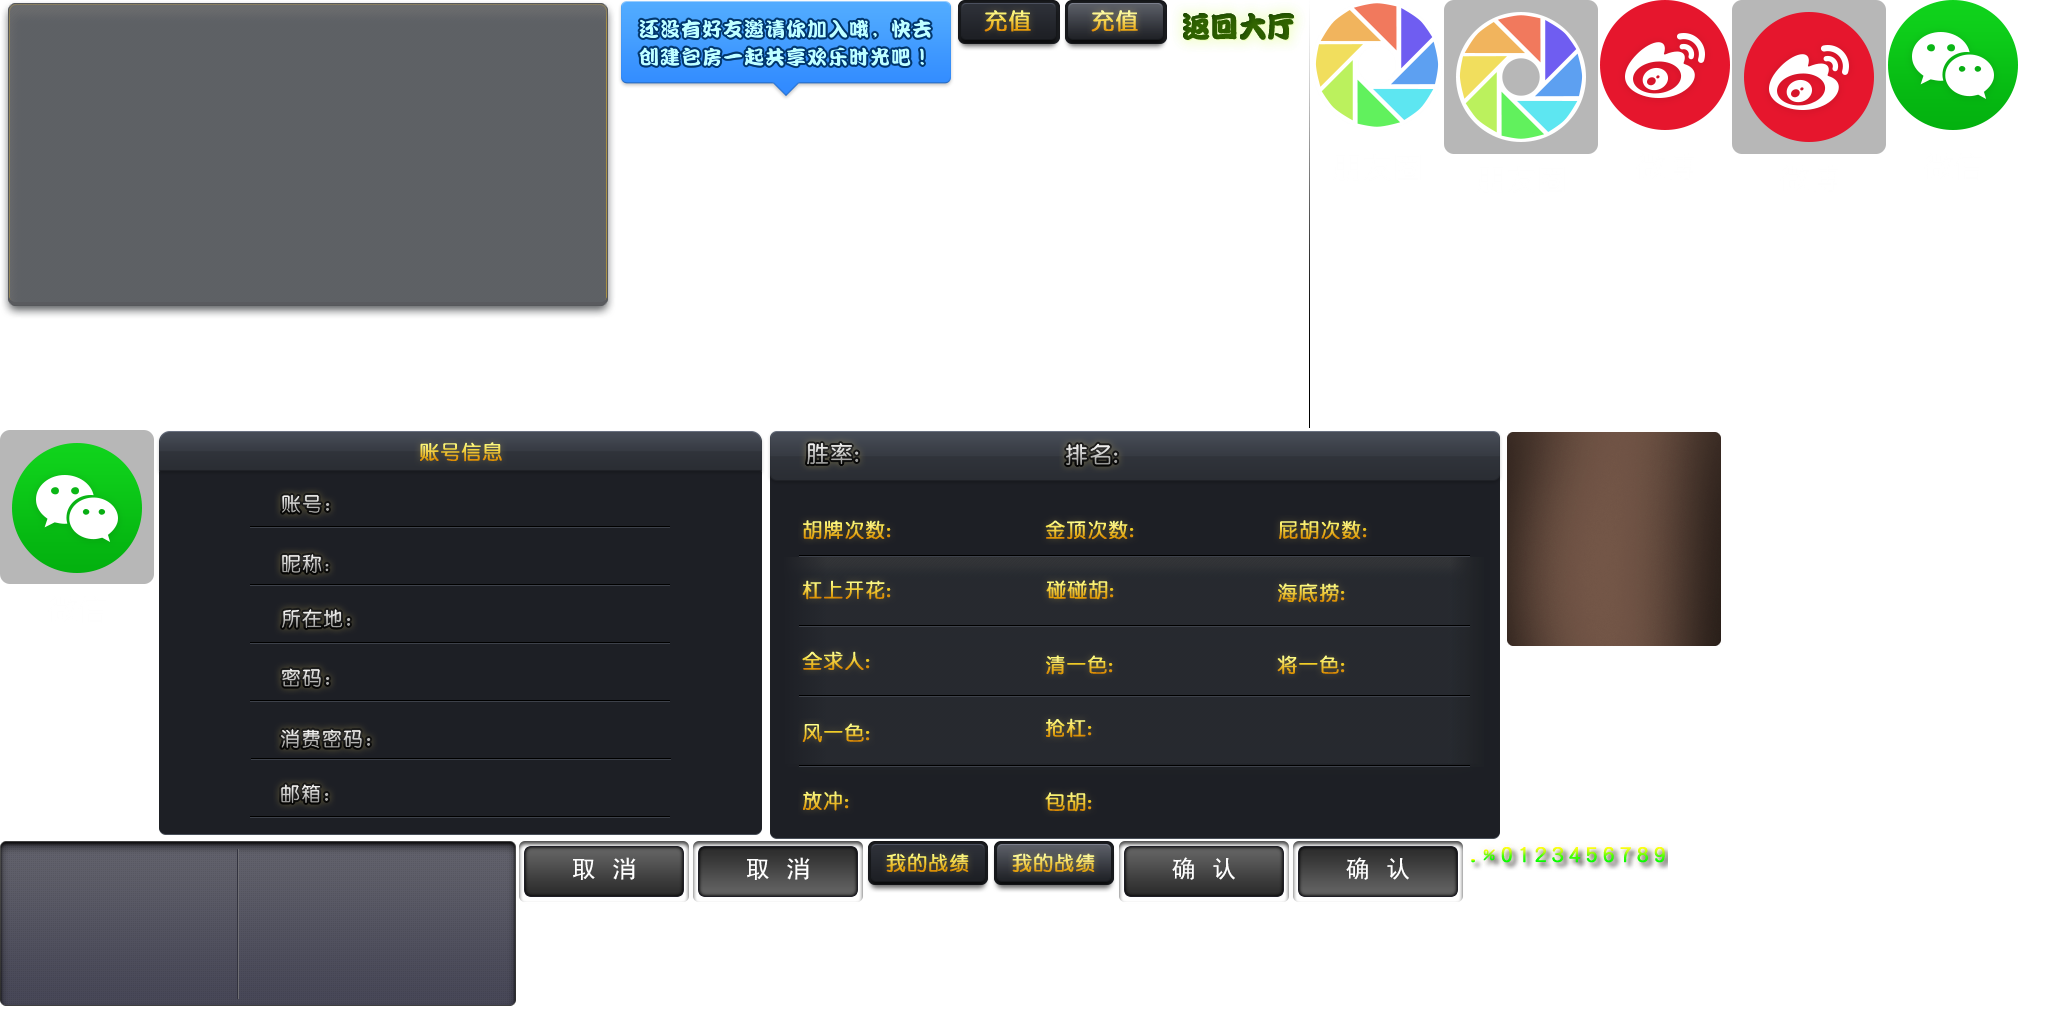 还没有好友邀请你加入哦，快去
创建包房一起共享欢乐时光吧！
充值
充值
返回大厅
账号信息
账号：
昵称：
所在地：
密码：
消费密码：
邮箱：
胜率: 排名:
胡牌次数: 金顶次数: 屁胡次数:
杠上开花: 碰碰胡: 海底捞:
全求人: 清一色: 将一色:
风一色: 抢杠:
放冲: 包胡:
取 消
取 消
我的战绩
我的战绩
确 认
确 认
.%0123456789